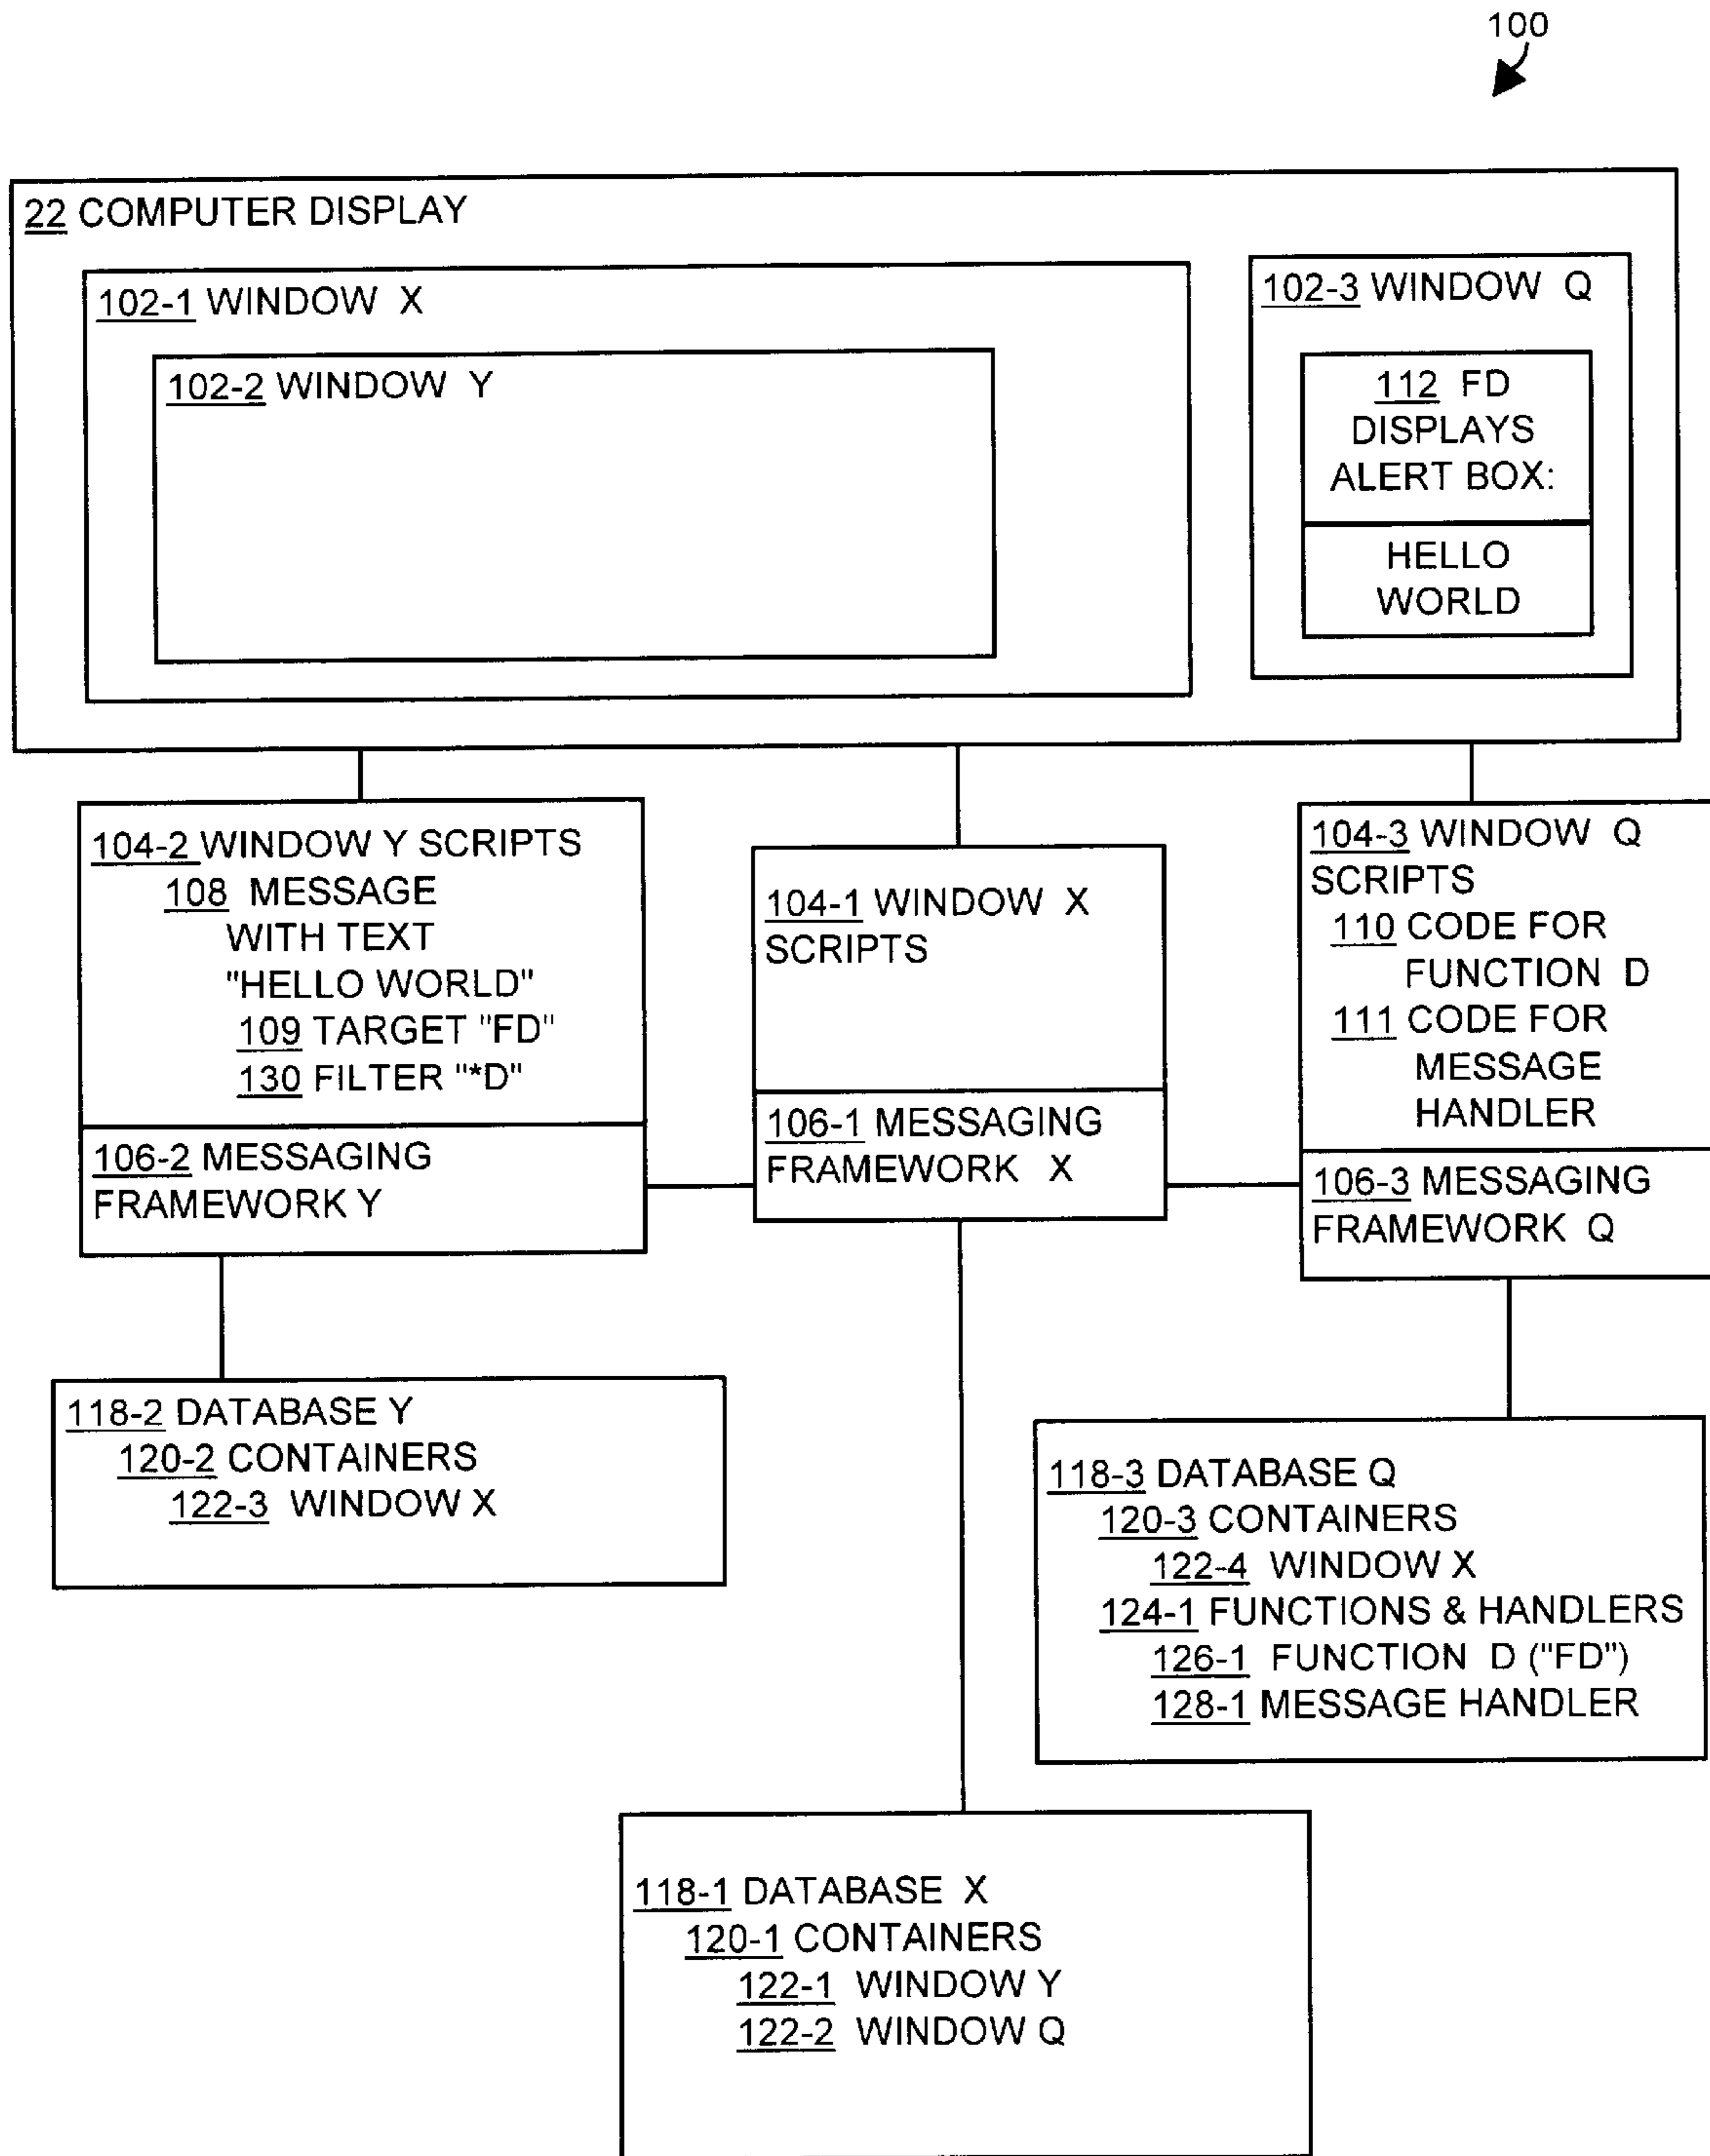 100
22 COMPUTER DISPLAY
102-1 WINDOW X
102-2 WINDOW Y
102-3 WINDOW Q
112 FD
DISPLAYS
ALERT BOX:
HELLO
WORLD
104-2 WINDOW Y SCRIPTS
108 MESSAGE
WITH TEXT
"HELLO WORLD"
109 TARGET "FD"
130 FILTER "*D"
106-2 MESSAGING
FRAMEWORK Y
104-1 WINDOW X
SCRIPTS
106-1 MESSAGING
FRAMEWORK X
104-3 WINDOW Q
SCRIPTS
110 CODE FOR
FUNCTION D
111 CODE FOR
MESSAGE
HANDLER
106-3 MESSAGING
FRAMEWORK Q
118-2 DATABASE Y
120-2 CONTAINERS
122-3 WINDOW X
118-3 DATABASE Q
120-3 CONTAINERS
122-4 WINDOW X
124-1 FUNCTIONS & HANDLERS
126-1 FUNCTION D ("FD")
128-1 MESSAGE HANDLER
118-1 DATABASE X
120-1 CONTAINERS
122-1 WINDOW Y
122-2 WINDOW Q